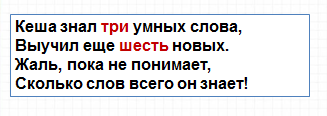 Кеша знал три умных слова,
Выучил еще шесть новых.
Жаль, пока не понимает,
Сколько слов всего он знает!